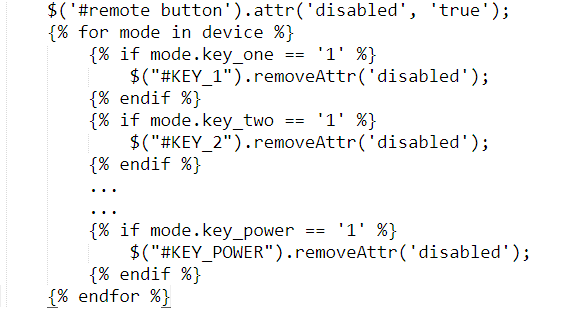 $('#remote button').attr('disabled', 'true');
{% for mode in device %}
{% if mode.key_one == '1' %}
$("#KEY_1").removeAttr('disabled');
{% endif %}
{% if mode.key_two == '1' %}
$("#KEY_2").removeAttr('disabled');
{% endif %}
...
...
{% if mode.key_power == '1' %}
$("#KEY_POWER").removeAttr('disabled');
{% endif %}
{% endfor %}